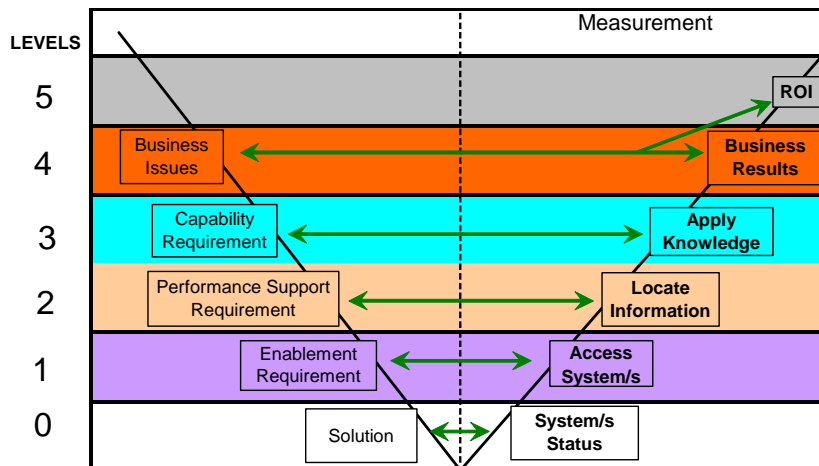 Measurement
LEVELS
5
ROI
4
Business
Issues
Business
Results
3
Capability
Requirement
Apply
Knowledge
2
Performance Support
Requirement
Locate
Information
1
Enablement
Requirement
Access
System/s
0
Solution
System/s
Status